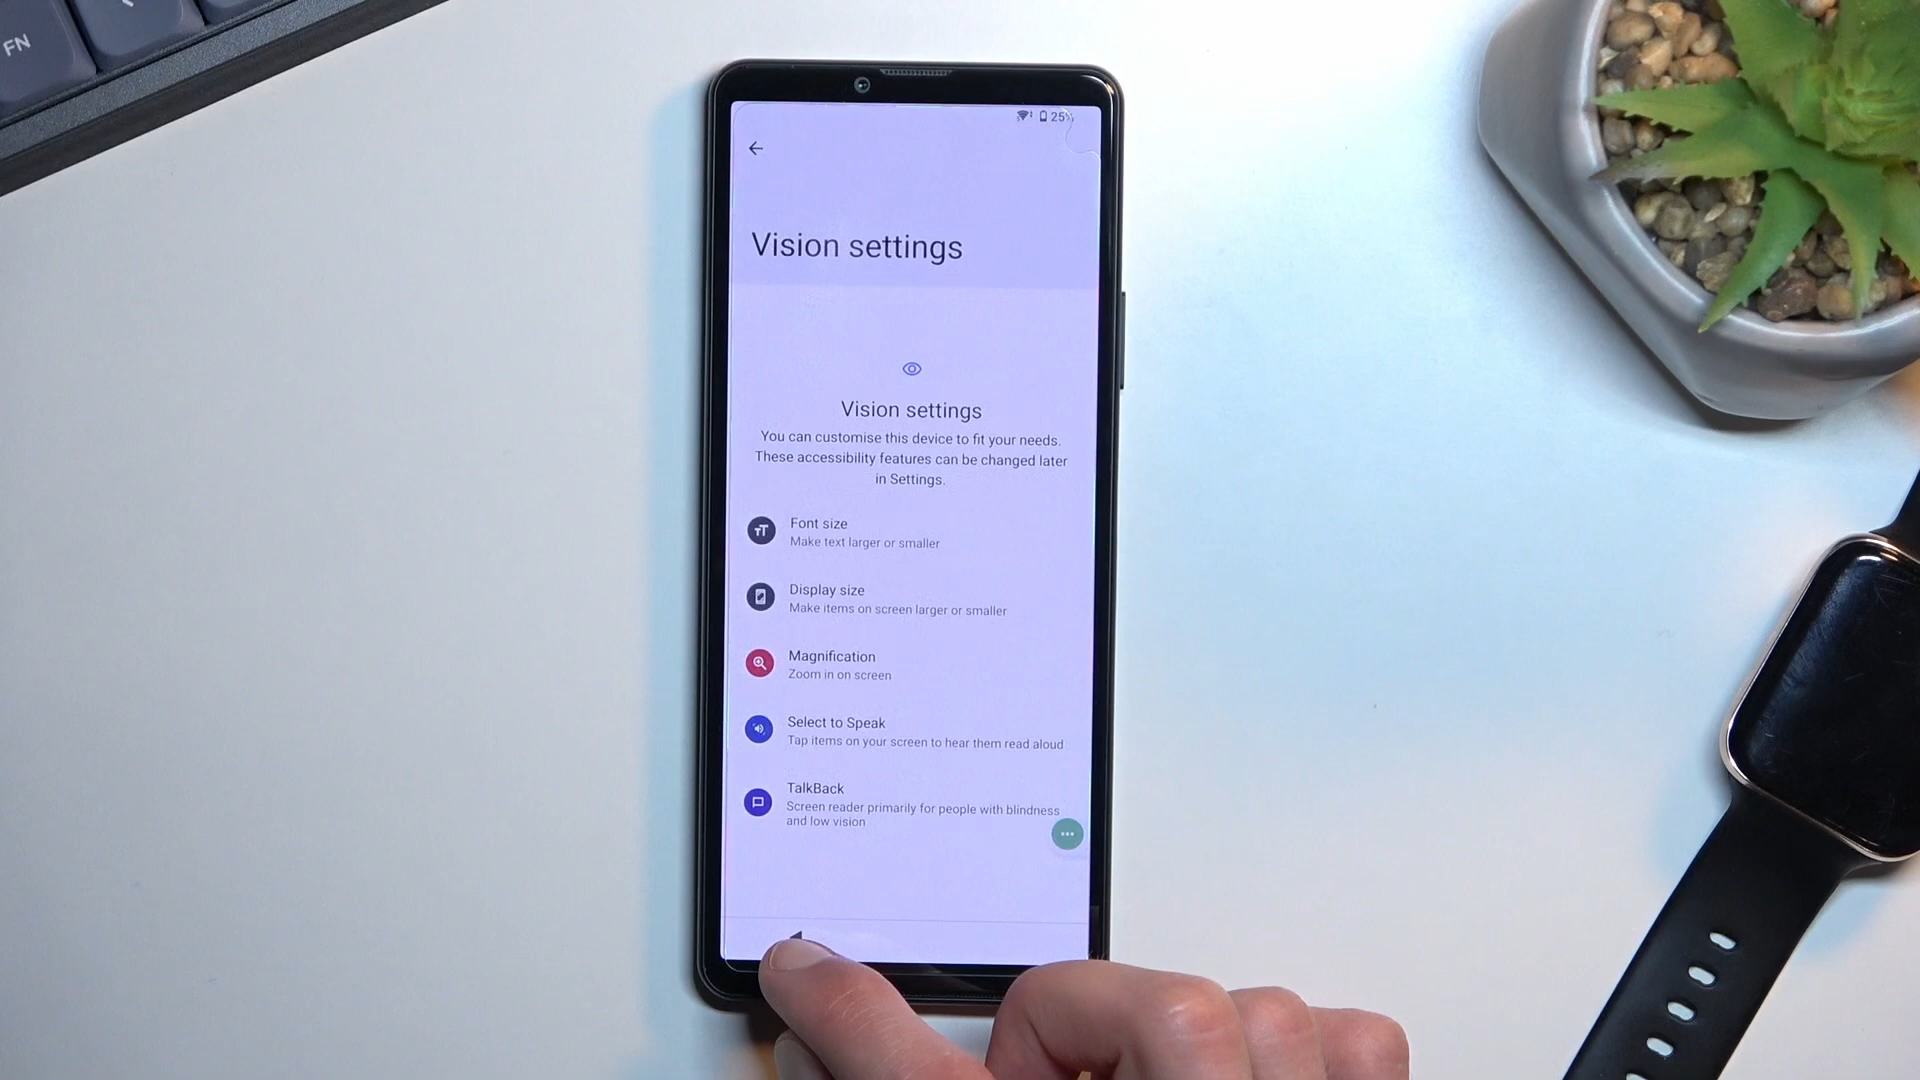 FN
25%
Vision settings
Vision settings
You can customise this device to fit your needs.
These accessibility features can be changed later
in Settings.
Font size
Make text larger or smaller
Display size
Make items on screen larger or smaller
Magnification
Zoom in on screen
Select to Speak
Tap items on your screen to hear them read aloud
TalkBack
Screen reader primarily for people with blindness
and low vision